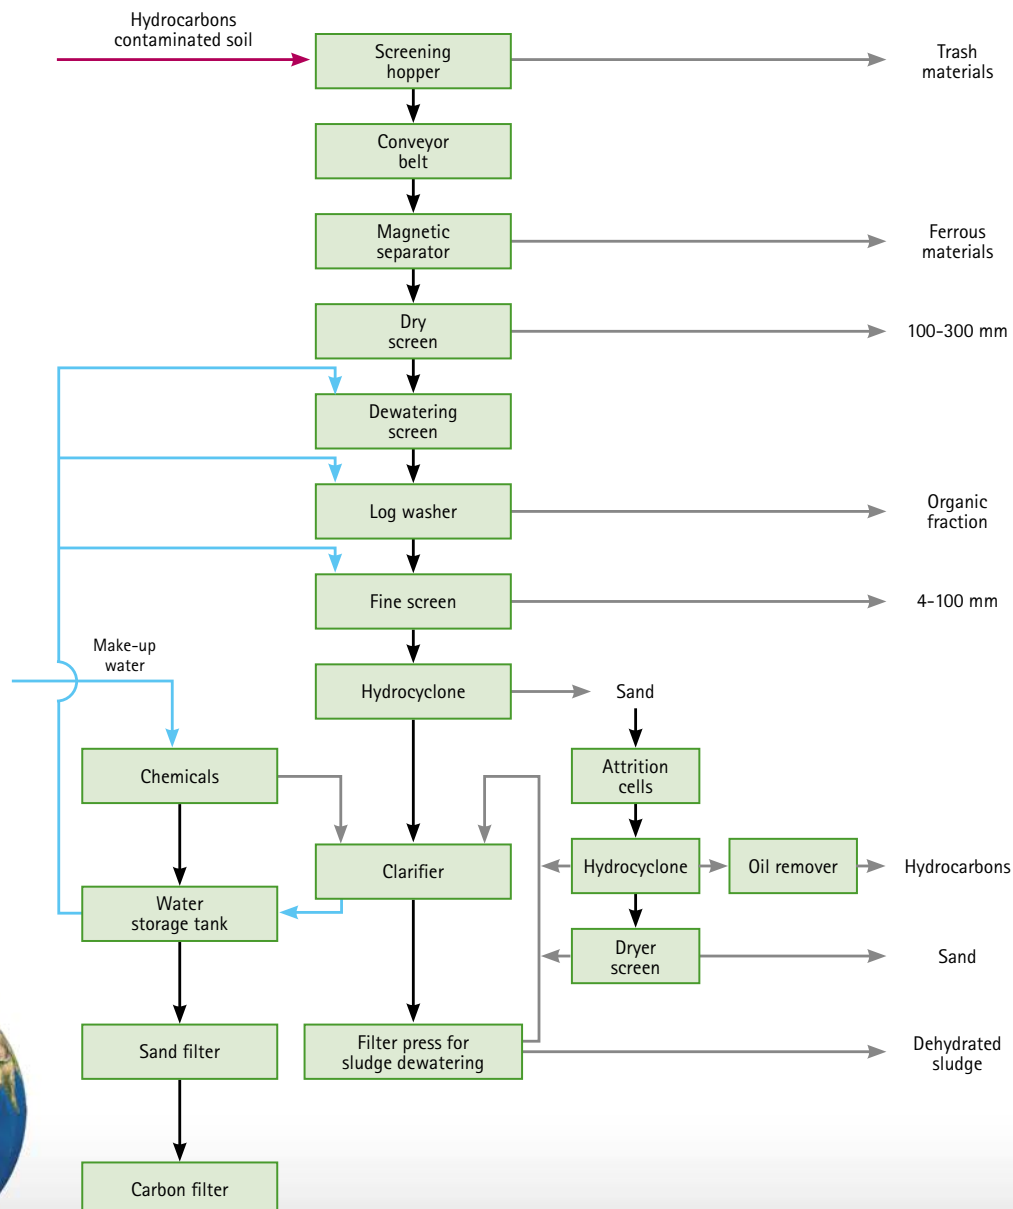 Hydrocarbons
contaminated soil
Screening
hopper
Trash
materials
Conveyor
belt
Magnetic
separator
Ferrous
materials
Dry
screen
100-300 mm
Dewatering
screen
Log washer
Organic
fraction
Fine screen
4-100 mm
Make-up
water
Hydrocyclone
Sand
Chemicals
Attrition
cells
Clarifier
Hydrocyclone
Oil remover
Hydrocarbons
Water
storage tank
Dryer
screen
Sand
Sand filter
Filter press for
sludge dewatering
Dehydrated
sludge
Carbon filter